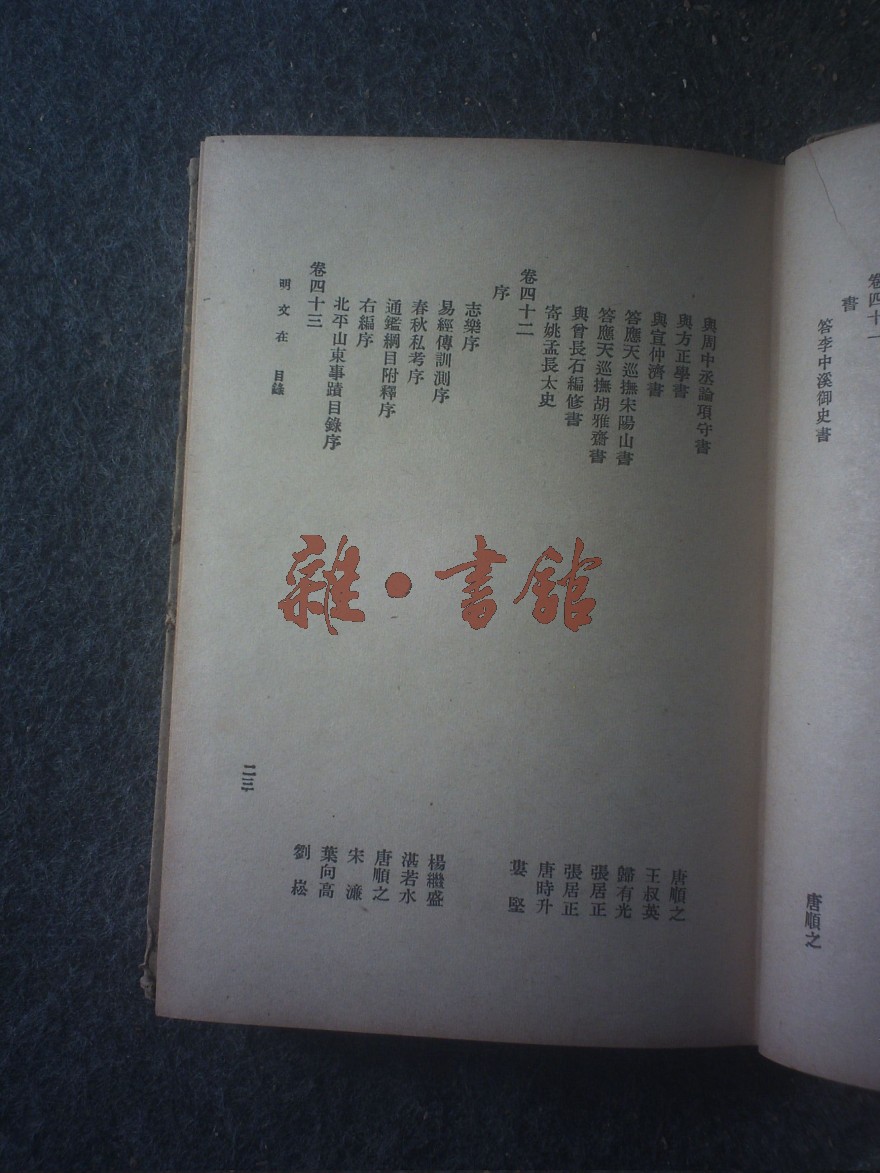 卷四十一
書
答李中溪御史書 唐順之
與周中丞論項守書 唐順之
與方正學書 王叔英
與宣仲濟書 歸有光
答應天巡撫宋陽山書 張居正
答應天巡撫胡雅齋書 張居正
與曾長石編修書 唐時升
寄姚孟長太史 婁堅
卷四十二
序
志樂序 楊繼盛
易經傳訓測序 湛若水
春秋私考序 唐順之
通鑑綱目附釋序 宋濂
右編序 葉向高
北平山東事蹟目錄序 劉崧
卷四十三
明文在 目錄
二三
雜·書館